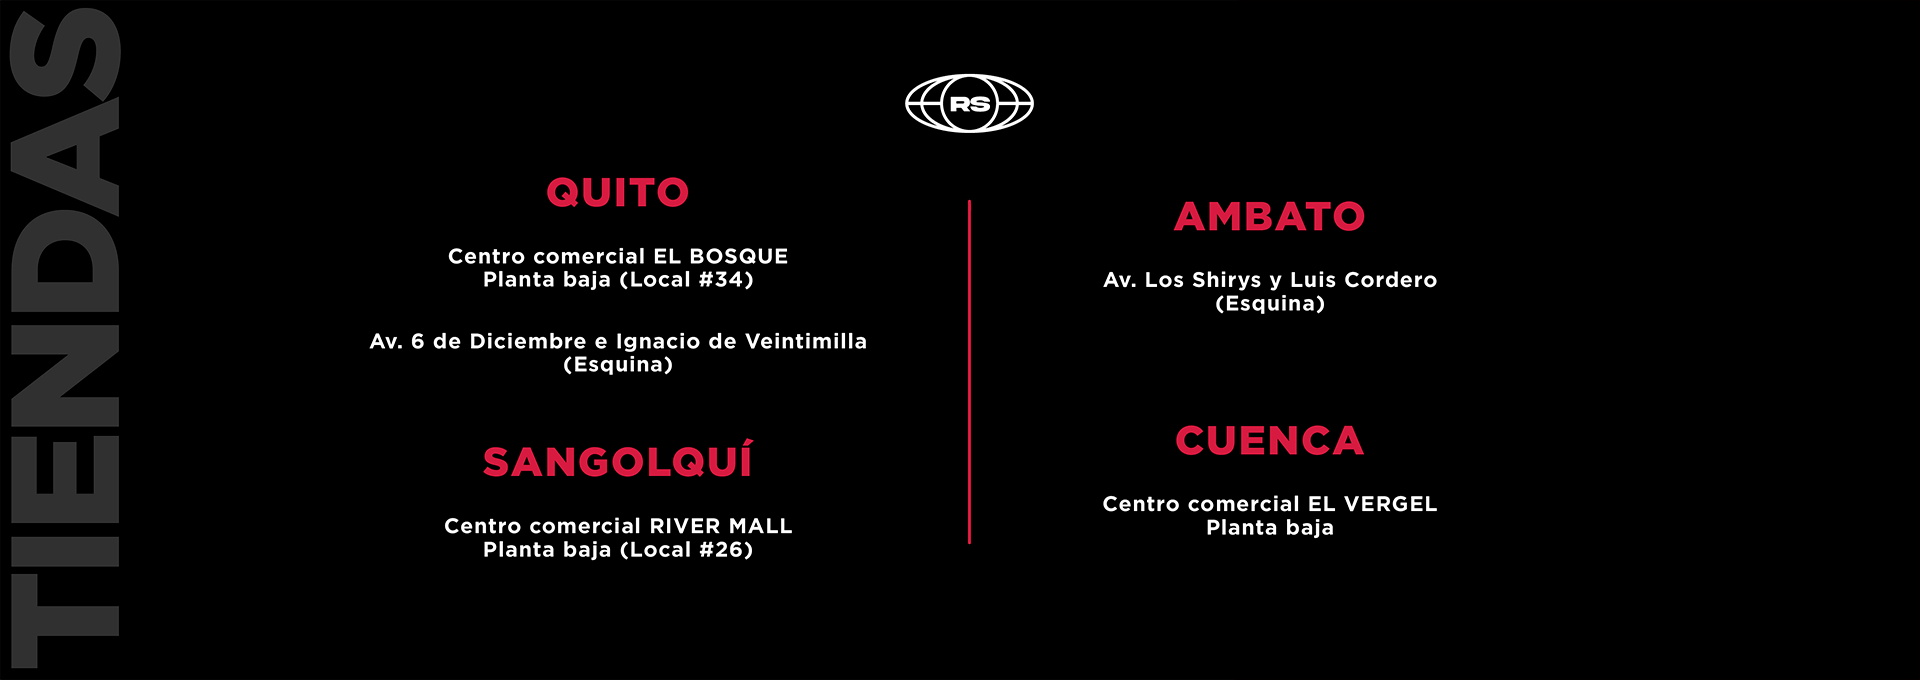 TIENDAS
RS
QUITO
Centro comercial EL BOSQUE
Planta baja (Local #34)
Av. 6 de Diciembre e Ignacio de Veintimilla
(Esquina)
SANGOLQUÍ
Centro comercial RIVER MALL
Planta baja (Local #26)
AMBATO
Av. Los Shirys y Luis Cordero
(Esquina)
CUENCA
Centro comercial EL VERGEL
Planta baja